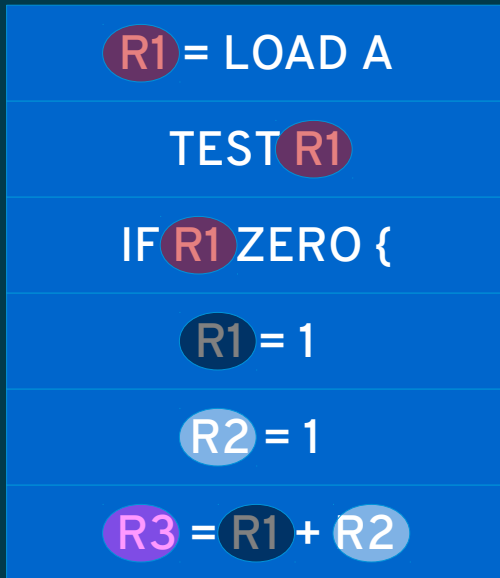 R1 = LOAD A
TEST R1
IF R1 ZERO {
R1 = 1
R2 = 1
R3 = R1 + R2